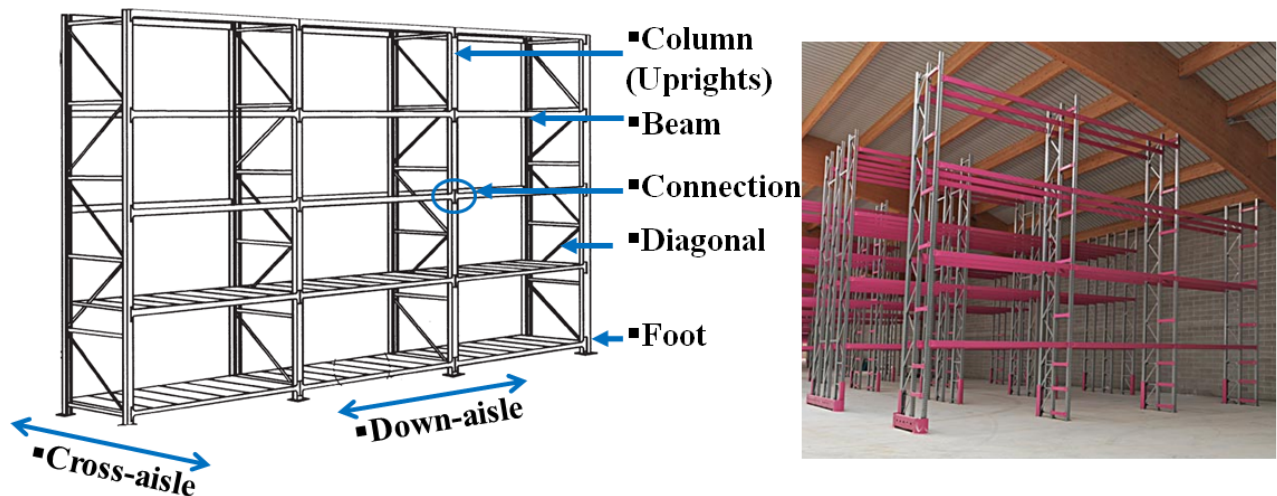 ▪Column
(Uprights)
▪Beam
▪Connection
▪Diagonal
▪Foot
▪Down-aisle
▪Cross-aisle